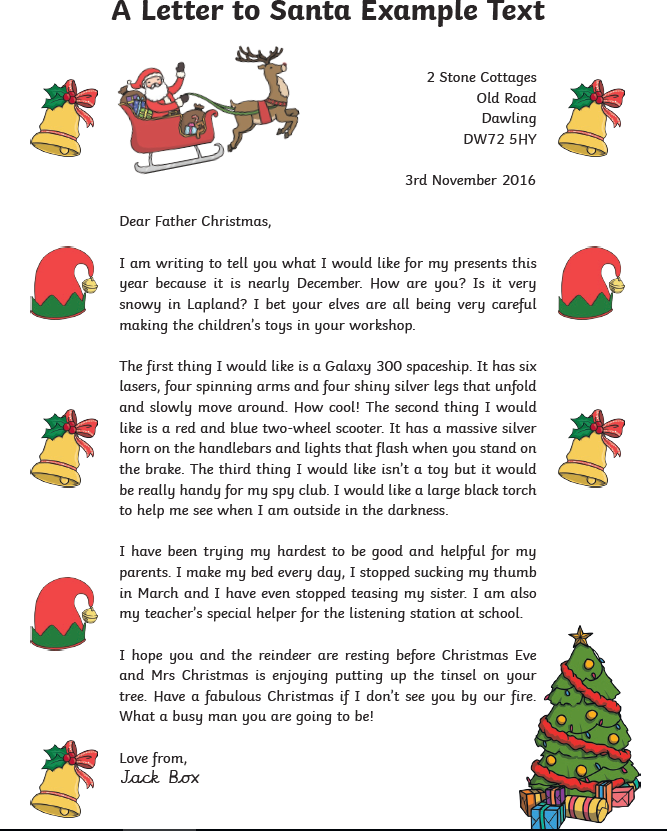 A Letter to Santa Example Text
2 Stone Cottages
Old Road
Dawling
DW72 5HY
3rd November 2016
Dear Father Christmas,
I am writing to tell you what I would like for my presents this
year because it is nearly December. How are you? Is it very
snowy in Lapland? I bet your elves are all being very careful
making the children's toys in your workshop.
The first thing I would like is a Galaxy 300 spaceship. It has six
lasers, four spinning arms and four shiny silver legs that unfold
and slowly move around. How cool! The second thing I would
like is a red and blue two-wheel scooter. It has a massive silver
horn on the handlebars and lights that flash when you stand on
the brake. The third thing I would like isn't a toy but it would
be really handy for my spy club. I would like a large black torch
to help me see when I am outside in the darkness.
I have been trying my hardest to be good and helpful for my
parents. I make my bed every day, I stopped sucking my thumb
in March and I have even stopped teasing my sister. I am also
my teacher's special helper for the listening station at school.
I hope you and the reindeer are resting before Christmas Eve
and Mrs Christmas is enjoying putting up the tinsel on your
tree. Have a fabulous Christmas if I don't see you by our fire.
What a busy man you are going to be!
Love from,
Jack Box